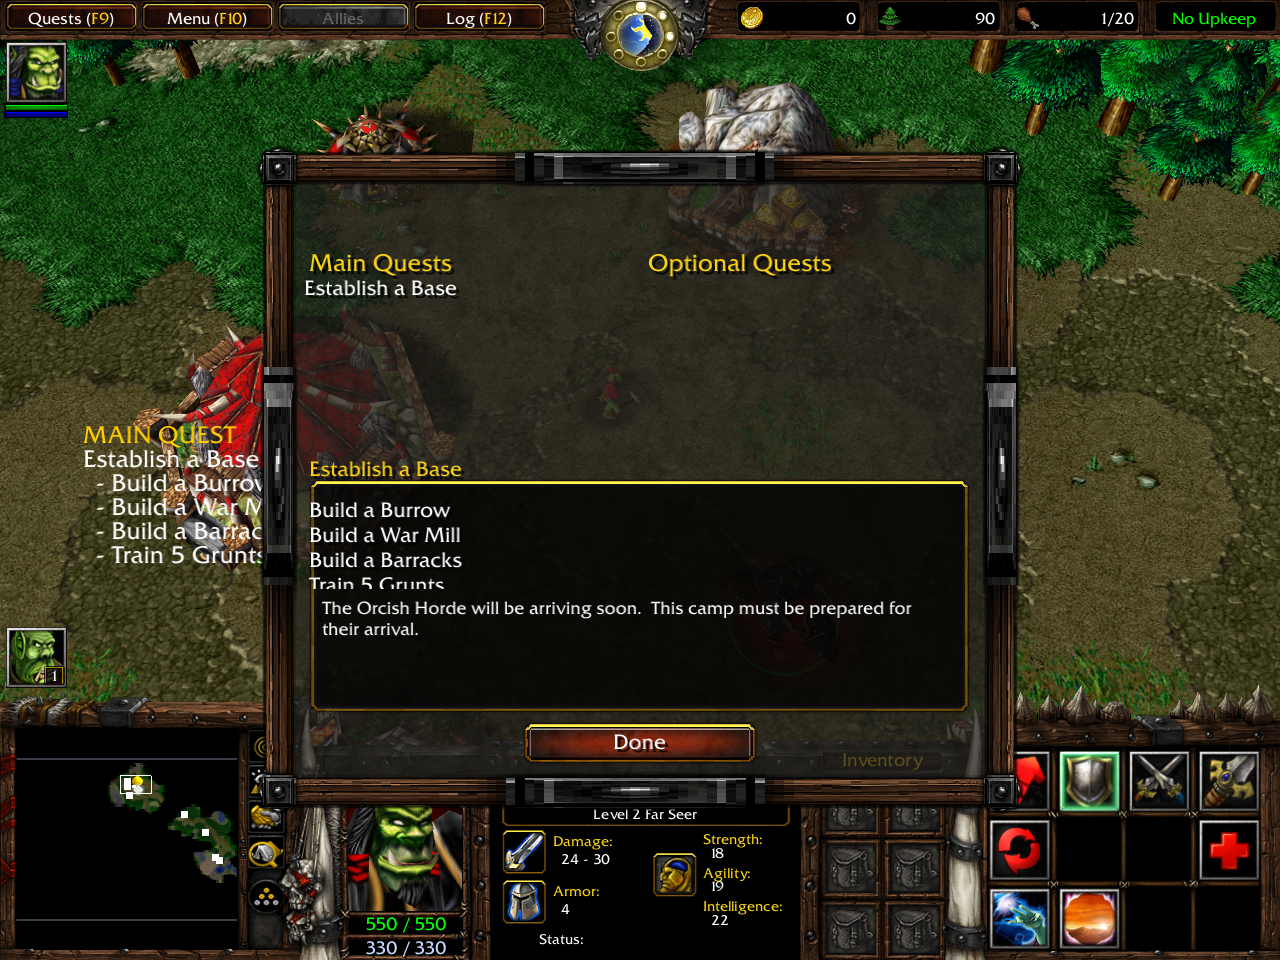 Quests (F9) Menu (F10) Allies Log (F12) 0 90 1/20 No Upkeep
Main Quests Optional Quests
Establish a Base
MAIN QUEST
Establish a Base
- Build a Burrow
- Build a War M
- Build a Barrac
- Train 5 Grunts
Establish a Base
Build a Burrow
Build a War Mill
Build a Barracks
Train 5 Grunts
The Orcish Horde will be arriving soon. This camp must be prepared for
their arrival.
1
Done
Inventory
Level 2 Far Seer
Damage:
24 - 30
Armor:
4
Strength:
18
Agility:
19
Intelligence:
22
Status:
550 / 550
330 / 330